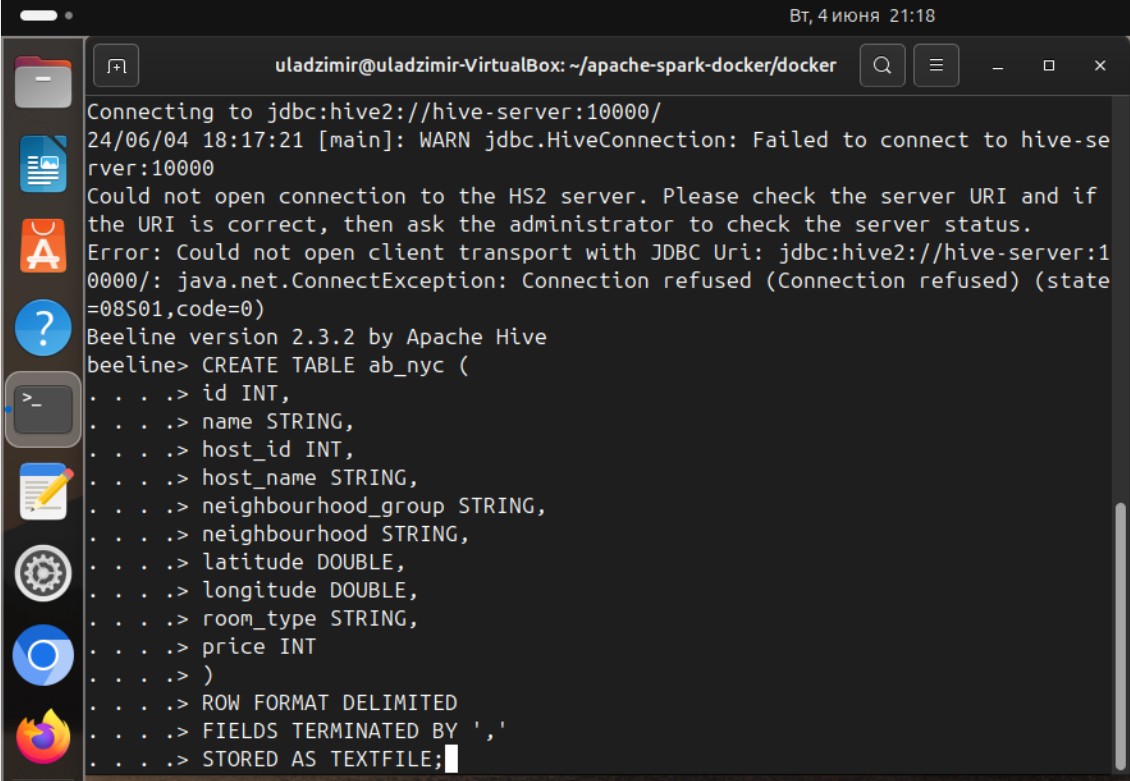 Вт, 4 июня 21:18
uladzimir@uladzimir-VirtualBox: ~/apache-spark-docker/docker
Connecting to jdbc:hive2://hive-server:10000/
24/06/04 18:17:21 [main]: WARN jdbc.HiveConnection: Failed to connect to hive-se
rver:10000
Could not open connection to the HS2 server. Please check the server URI and if
the URI is correct, then ask the administrator to check the server status.
Error: Could not open client transport with JDBC Uri: jdbc:hive2://hive-server:1
0000/: java.net.ConnectException: Connection refused (Connection refused) (state
=08S01,code=0)
Beeline version 2.3.2 by Apache Hive
beeline> CREATE TABLE ab_nyc (
. . . .> id INT,
. . . .> name STRING,
. . . .> host_id INT,
. . . .> host_name STRING,
. . . .> neighbourhood_group STRING,
. . . .> neighbourhood STRING,
. . . .> latitude DOUBLE,
. . . .> longitude DOUBLE,
. . . .> room_type STRING,
. . . .> price INT
. . . .> )
. . . .> ROW FORMAT DELIMITED
. . . .> FIELDS TERMINATED BY ','
. . . .> STORED AS TEXTFILE;